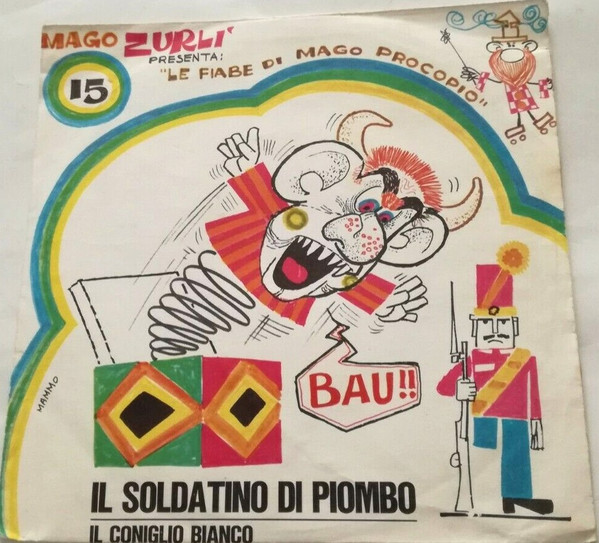 MAGO ZURLI'
PRESENTA:
"LE FIABE DI MAGO PROCOPIO"
15
BAU!!
MAMMO
IL SOLDATINO DI PIOMBO
IL CONIGLIO BIANCO